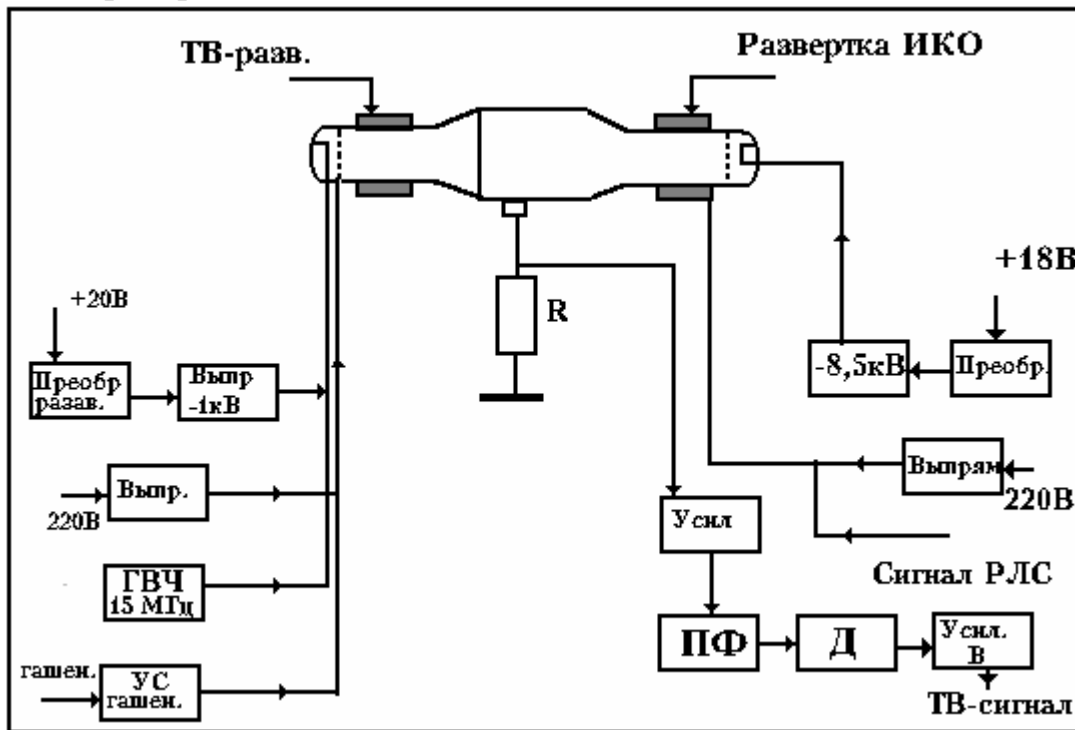 ТВ-разв.
Развертка ИКО
+18В
+20В
R
-8,5кВ
Преобр.
Преобр
разав.
Выпр
-1кВ
Выпрям
220В
Выпр.
220В
Усил
Сигнал РЛС
ГВЧ
15 МГц
ПФ
Д
Усил.
В
гашен.
УС
гашен.
ТВ-сигнал